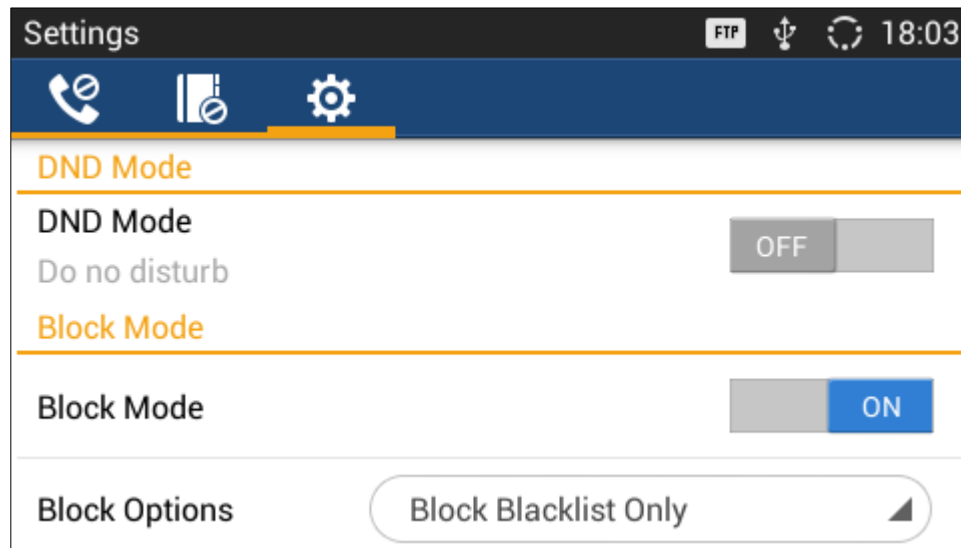 Settings FTP 18:03
DND Mode
DND Mode
OFF
Do no disturb
Block Mode
Block Mode ON
Block Options Block Blacklist Only